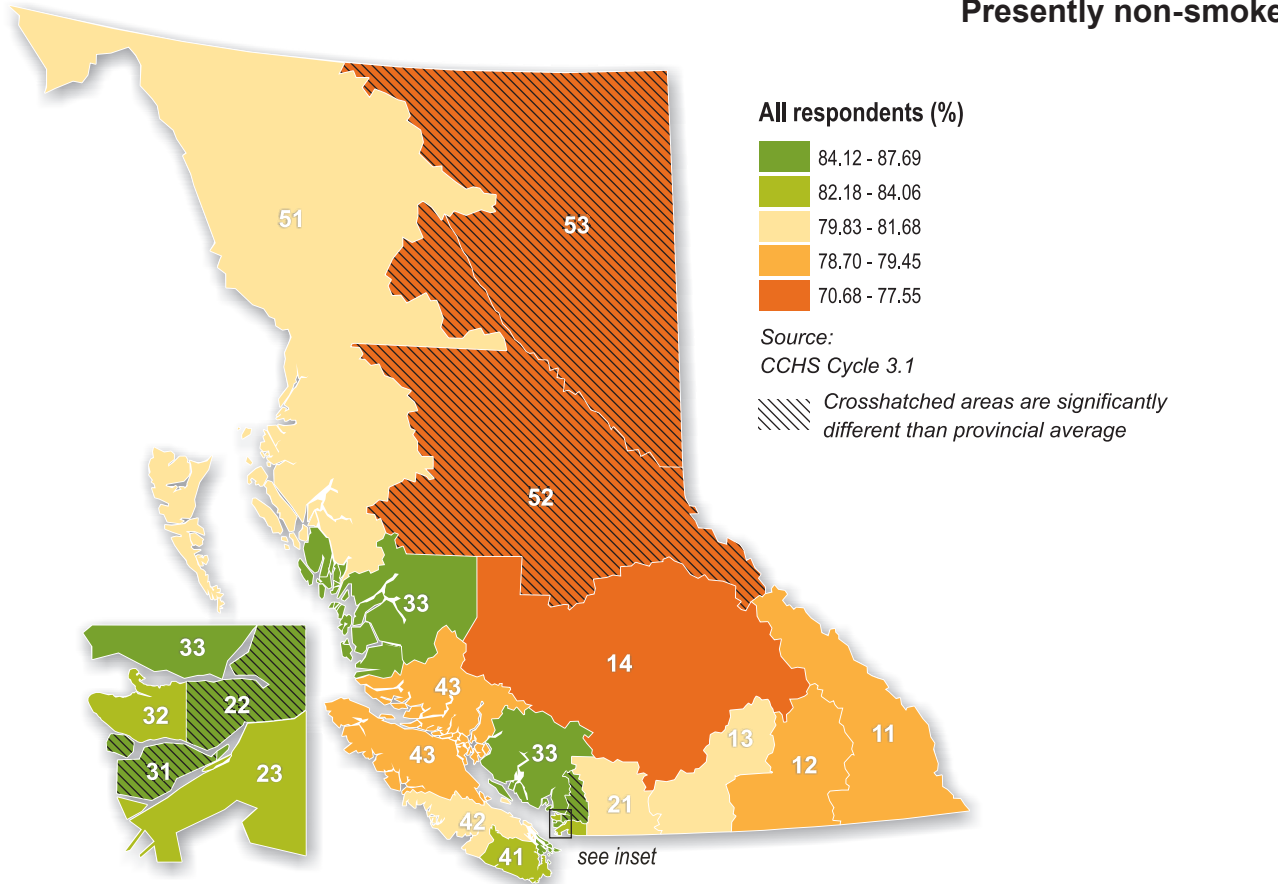 Presently non-smoke
All respondents (%)
84.12 - 87.69
82.18 - 84.06
79.83 - 81.68
78.70 - 79.45
70.68 - 77.55
Source:
CCHS Cycle 3.1
Crosshatched areas are significantly
different than provincial average
51
53
52
33
14
43
43
33
13
12
11
21
42
41
see inset
33
32
22
31
23